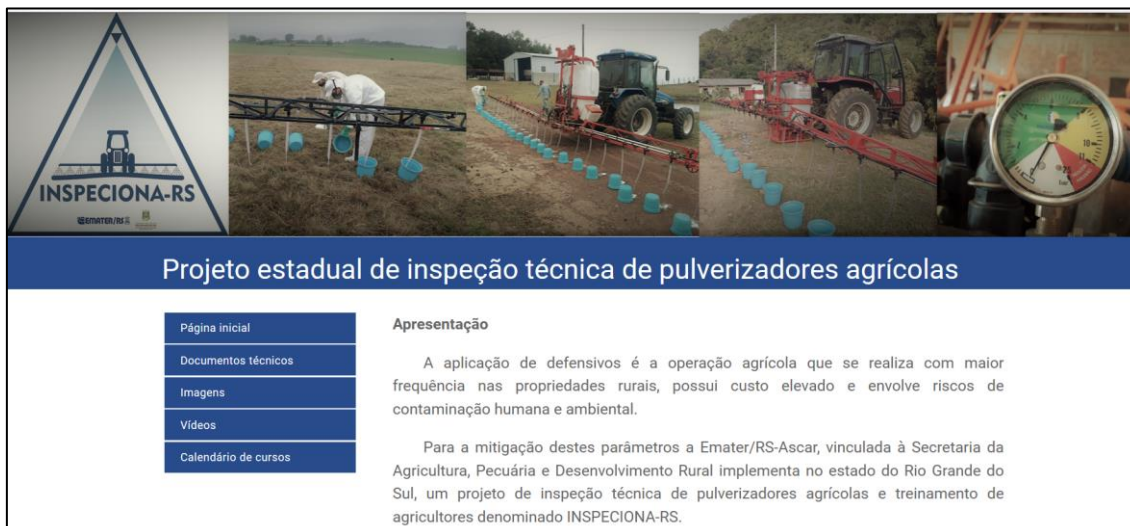 INSPECIONA-RS
EMATER/RS
Projeto estadual de inspeção técnica de pulverizadores agrícolas
Página inicial
Documentos técnicos
Imagens
Vídeos
Calendário de cursos
Apresentação
A aplicação de defensivos é a operação agrícola que se realiza com maior
frequência nas propriedades rurais, possui custo elevado e envolve riscos de
contaminação humana e ambiental.
Para a mitigação destes parâmetros a Emater/RS-Ascar, vinculada à Secretaria da
Agricultura, Pecuária e Desenvolvimento Rural implementa no estado do Rio Grande do
Sul, um projeto de inspeção técnica de pulverizadores agrícolas e treinamento de
agricultores denominado INSPECIONA-RS.